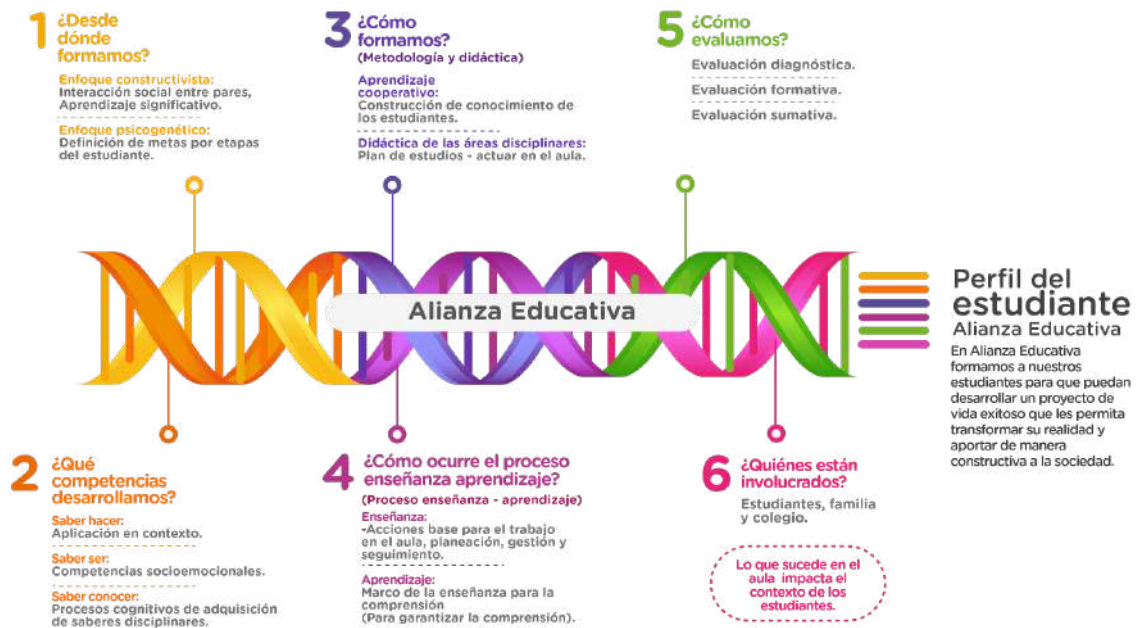 1 ¿Desde
dónde
formamos?
Enfoque constructivista:
Interacción social entre pares,
Aprendizaje significativo.
Enfoque psicogenético:
Definición de metas por etapas
del estudiante.
3 ¿Cómo
formamos?
(Metodología y didáctica)
Aprendizaje
cooperativo:
Construcción de conocimiento de
los estudiantes.
Didáctica de las áreas disciplinares:
Plan de estudios - actuar en el aula.
5 ¿Cómo
evaluamos?
Evaluación diagnóstica.
Evaluación formativa.
Evaluación sumativa.
Alianza Educativa
Perfil del
estudiante
Alianza Educativa
En Alianza Educativa
formamos a nuestros
estudiantes para que puedan
desarrollar un proyecto de
vida exitoso que les permita
transformar su realidad y
aportar de manera
constructiva a la sociedad.
2 ¿Qué
competencias
desarrollamos?
Saber hacer:
Aplicación en contexto.
Saber ser:
Competencias socioemocionales.
Saber conocer:
Procesos cognitivos de adquisición
de saberes disciplinares.
4 ¿Cómo ocurre el proceso
enseñanza aprendizaje?
(Proceso enseñanza - aprendizaje)
Enseñanza:
-Acciones base para el trabajo
en el aula, planeación, gestión y
seguimiento.
Aprendizaje:
Marco de la enseñanza para la
comprensión
(Para garantizar la comprensión).
6 ¿Quiénes están
involucrados?
Estudiantes, familia
y colegio.
Lo que sucede en el
aula impacta el
contexto de los
estudiantes.